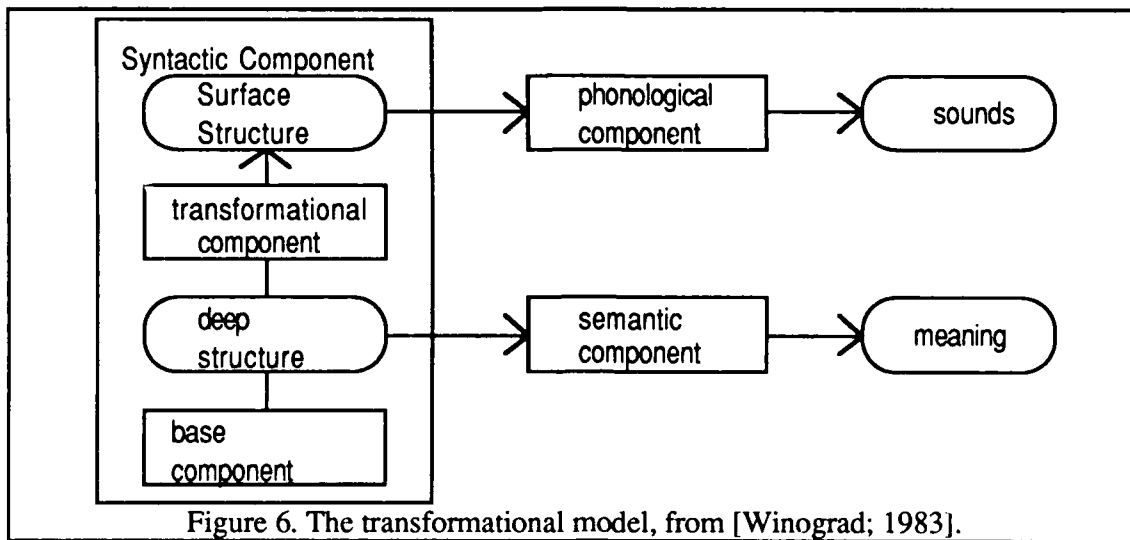 Syntactic Component
Surface
Structure
phonological
component
sounds
transformational
component
deep
structure
semantic
component
meaning
base
component
Figure 6. The transformational model, from [Winograd; 1983].